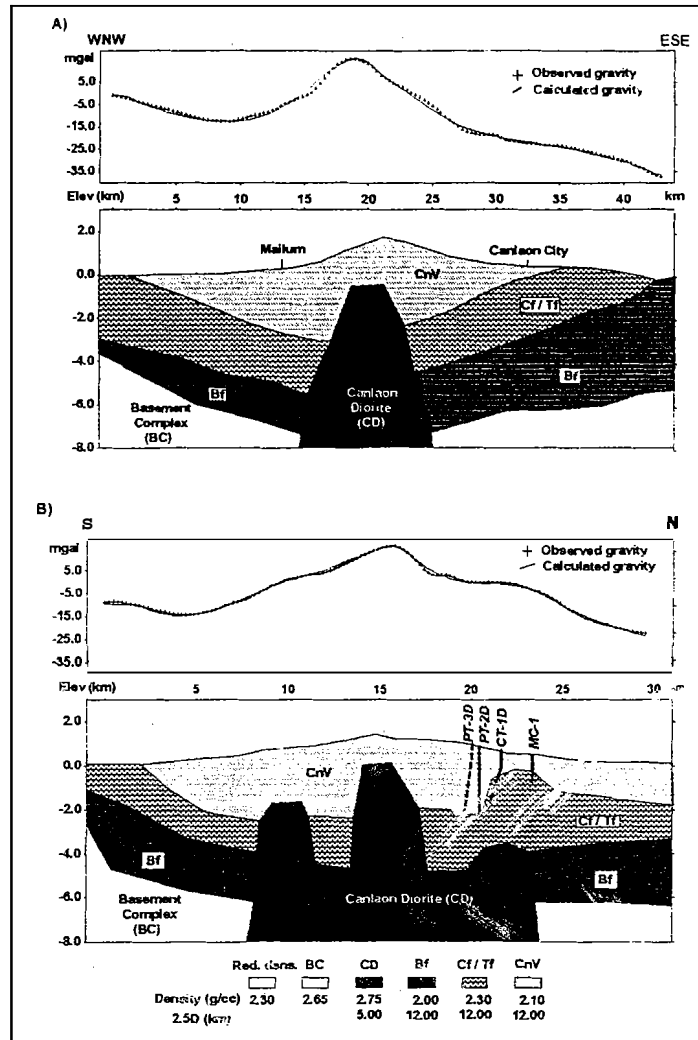 A)
WNW ESE
mgal
5.0
-5.0
-15.0
-25.0
-35.0
+ Observed gravity
Calculated gravity
Elev (km) 5 10 15 20 25 30 35 40 km
2.0
0.0
-2.0
-4.0
-6.0
-8.0
Mailum
Canlaon City
CnV
Cf / Tf
Bf
Bf
Basement
Complex
(BC)
Canlaon
Diorite
(CD)
B)
S N
mgal
5.0
-5.0
-15.0
-25.0
-35.0
+ Observed gravity
Calculated gravity
Elev (km) 5 10 15 20 25 30
2.0
0.0
-2.0
-4.0
-6.0
-8.0
PT-3D
PT-2D
CT-1D
MC-1
CnV
Cf / Tf
Bf
Bf
Basement
Complex
(BC)
Canlaon Diorite (CD)
Red. dens. BC CD Bf Cf / Tf CnV
Density (g/cc) 2.30 2.65 2.75 2.00 2.30 2.10
2.5D (km 5.00 12.00 12.00 12.00